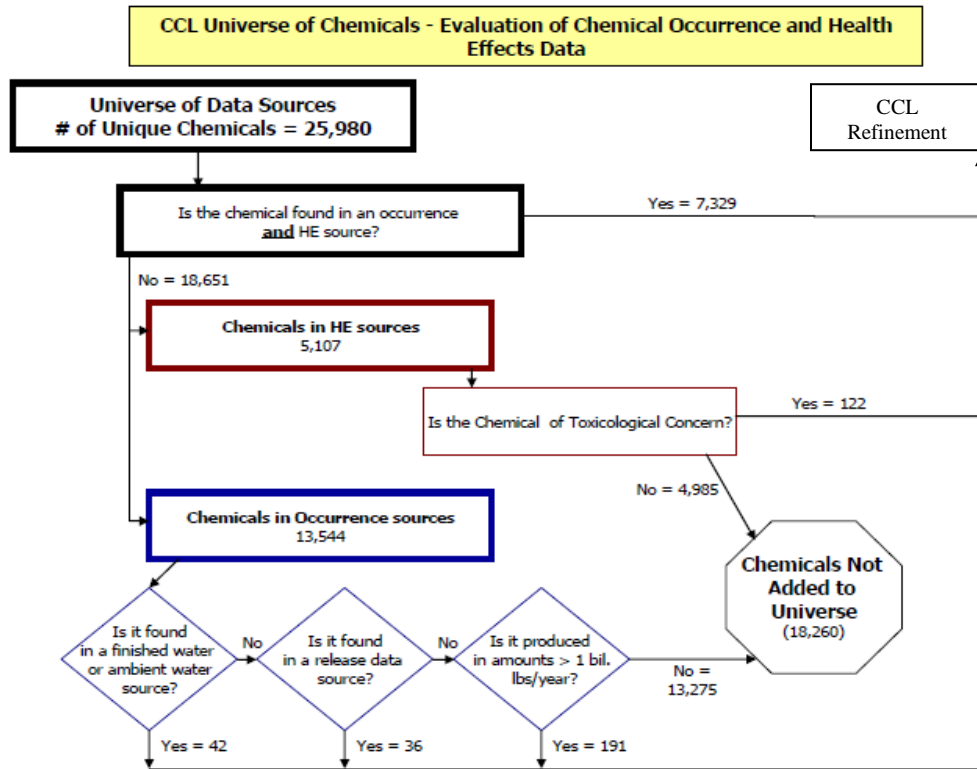 CCL Universe of Chemicals - Evaluation of Chemical Occurrence and Health
Effects Data
Universe of Data Sources
# of Unique Chemicals = 25,980
CCL
Refinement
Is the chemical found in an occurrence
and HE source?
Yes = 7,329
No = 18,651
Chemicals in HE sources
5,107
Is the Chemical of Toxicological Concern?
Yes = 122
No = 4,985
Chemicals in Occurrence sources
13,544
Chemicals Not
Added to
Universe
(18,260)
Is it found
in a finished water
or ambient water
source?
No
Is it found
in a release data
source?
No
Is it produced
in amounts > 1 bil.
lbs/year?
No =
13,275
Yes = 42
Yes = 36
Yes = 191